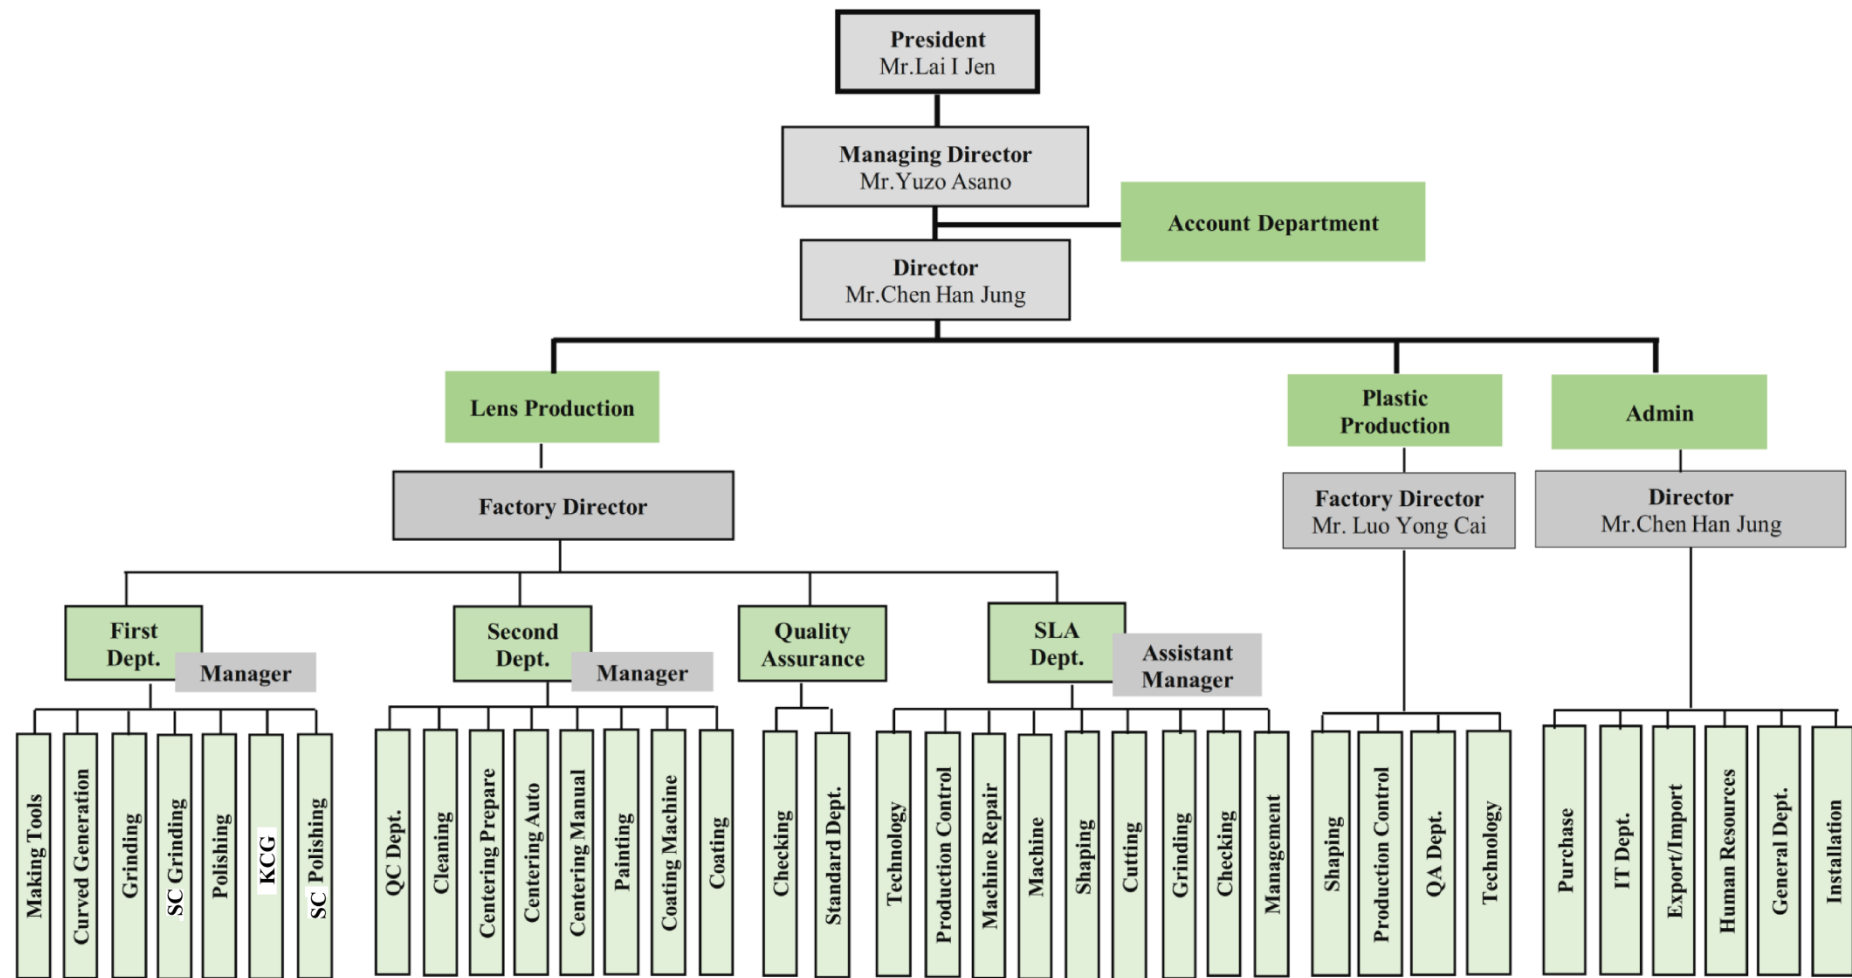 President
Mr.Lai I Jen
Managing Director
Mr.Yuzo Asano
Account Department
Director
Mr.Chen Han Jung
Lens Production
Plastic
Production
Admin
Factory Director
Factory Director
Mr. Luo Yong Cai
Director
Mr.Chen Han Jung
First
Dept.
Manager
Second
Dept.
Manager
Quality
Assurance
SLA
Dept.
Assistant
Manager
Making Tools
Curved Generation
Grinding
SC Grinding
Polishing
KCG
SC Polishing
QC Dept.
Cleaning
Centering Prepare
Centering Auto
Centering Manual
Painting
Coating Machine
Coating
Checking
Standard Dept.
Technology
Production Control
Machine Repair
Machine
Shaping
Cutting
Grinding
Checking
Management
Shaping
Production Control
QA Dept.
Technology
Purchase
IT Dept.
Export/Import
Human Resources
General Dept.
Installation